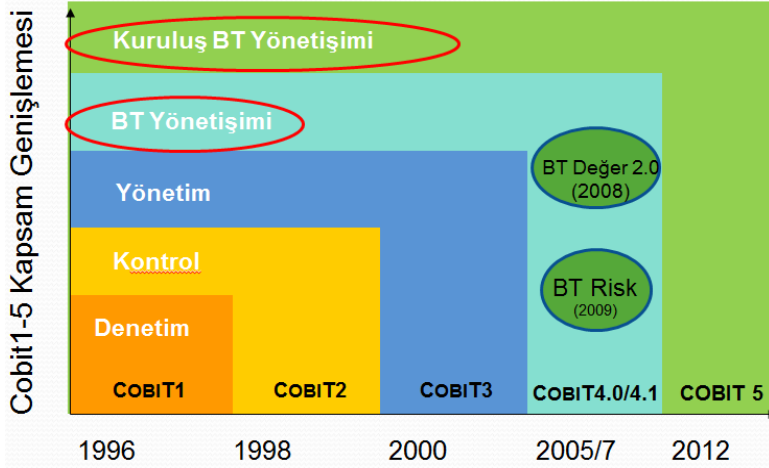 Cobit1-5 Kapsam Genişlemesi
Kuruluş BT Yönetişimi
BT Yönetişimi
BT Değer 2.0
(2008)
Yönetim
Kontrol
BT Risk
(2009)
Denetim
COBIT1
COBIT2
COBIT3
COBIT4.0/4.1
COBIT 5
1996
1998
2000
2005/7
2012